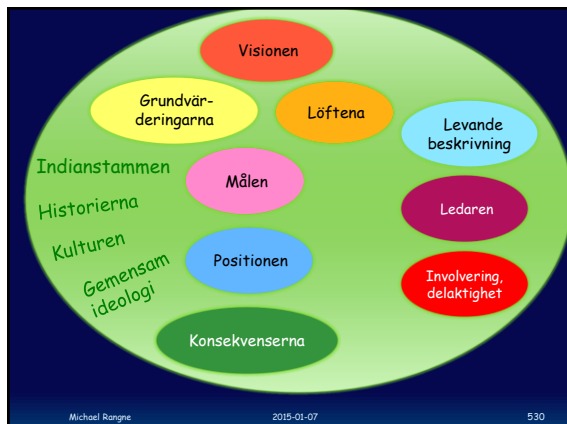 Visionen
Grundvär-
deringarna
Löftena
Levande
beskrivning
Indianstammen
Målen
Historierna
Ledaren
Kulturen
Positionen
Gemensam
ideologi
Involvering,
delaktighet
Konsekvenserna
Michael Rangne
2015-01-07
530